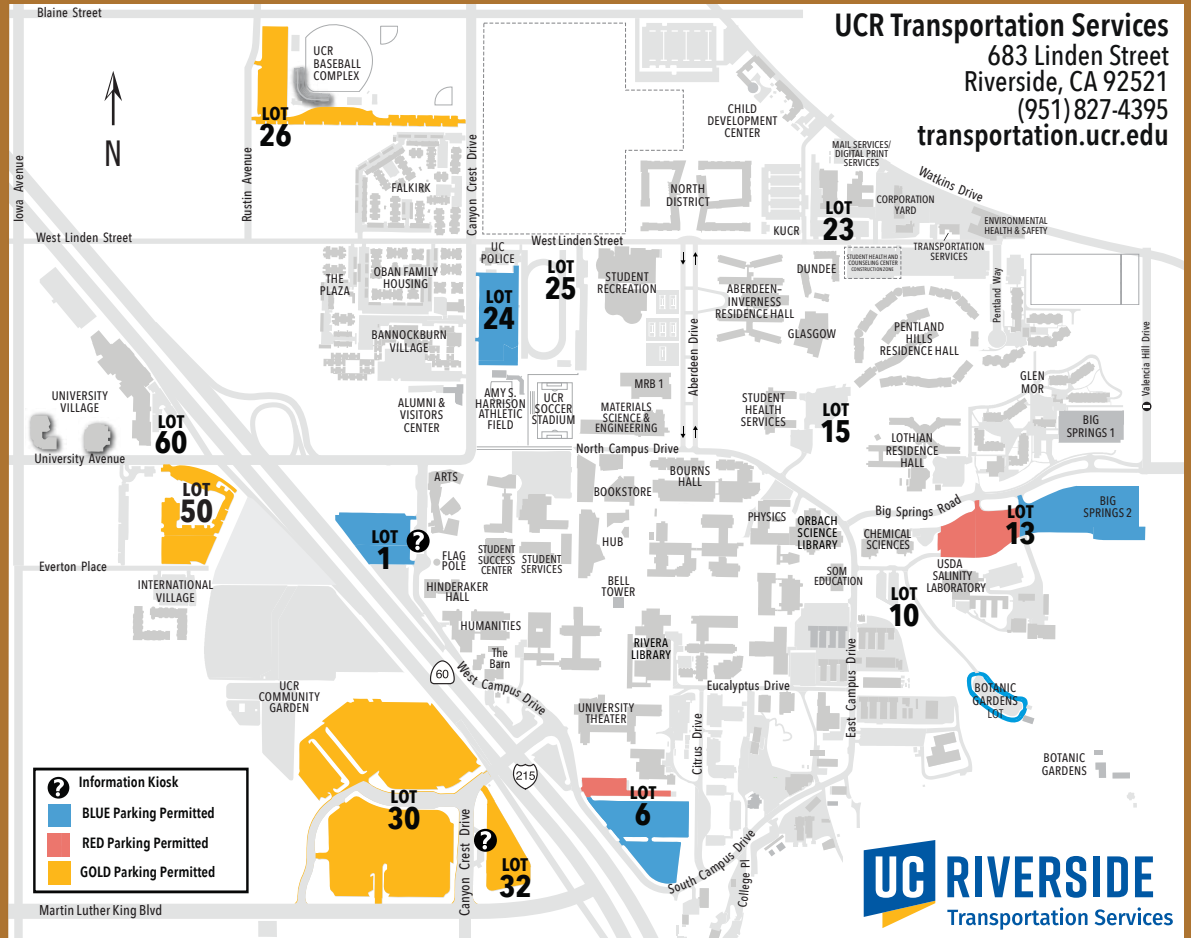 Blaine Street
UCR Transportation Services
683 Linden Street
Riverside, CA 92521
(951) 827-4395
transportation.ucr.edu
UCR
BASEBALL
COMPLEX
LOT
26
N
Iowa Avenue
Rustin Avenue
Canyon Crest Drive
FALKIRK
CHILD
DEVELOPMENT
CENTER
MAIL SERVICES/
DIGITAL PRINT
SERVICES
Watkins Drive
NORTH
DISTRICT
LOT
23
CORPORATION
YARD
ENVIRONMENTAL
HEALTH & SAFETY
KUCR
TRANSPORTATION
SERVICES
West Linden Street
West Linden Street
UC
POLICE
THE
PLAZA
OBAN FAMILY
HOUSING
LOT
24
LOT
25
STUDENT
RECREATION
ABERDEEN–
INVERNESS
RESIDENCE HALL
DUNDEE
STUDENT HEALTH AND
COUNSELING CENTER
CONSTRUCTION ZONE
GLASGOW
PENTLAND
HILLS
RESIDENCE HALL
Pentland Way
Valencia Hill Drive
BANNOCKBURN
VILLAGE
Aberdeen Drive
UNIVERSITY
VILLAGE
LOT
60
ALUMNI &
VISITORS
CENTER
AMY S.
HARRISON
ATHLETIC
FIELD
UCR
SOCCER
STADIUM
MRB 1
MATERIALS
SCIENCE &
ENGINEERING
STUDENT
HEALTH
SERVICES
LOT
15
GLEN
MOR
LOTHIAN
RESIDENCE
HALL
BIG
SPRINGS 1
University Avenue
North Campus Drive
LOT
50
ARTS
BOOKSTORE
BOURNS
HALL
PHYSICS
ORBACH
SCIENCE
LIBRARY
Big Springs Road
CHEMICAL
SCIENCES
LOT
13
BIG
SPRINGS 2
LOT
1
?
FLAG
POLE
STUDENT
SUCCESS
CENTER
STUDENT
SERVICES
HUB
Everton Place
INTERNATIONAL
VILLAGE
HINDERAKER
HALL
BELL
TOWER
SOM
EDUCATION
USDA
SALINITY
LABORATORY
LOT
10
HUMANITIES
The
Barn
RIVERA
LIBRARY
60
West Campus Drive
UCR
COMMUNITY
GARDEN
UNIVERSITY
THEATER
Eucalyptus Drive
East Campus Drive
Citrus Drive
BOTANIC
GARDENS
LOT
BOTANIC
GARDENS
215
LOT
30
LOT
6
Canyon Crest Drive
?
LOT
32
South Campus Drive
College Pl
Martin Luther King Blvd
? Information Kiosk
BLUE Parking Permitted
RED Parking Permitted
GOLD Parking Permitted
UC RIVERSIDE
Transportation Services